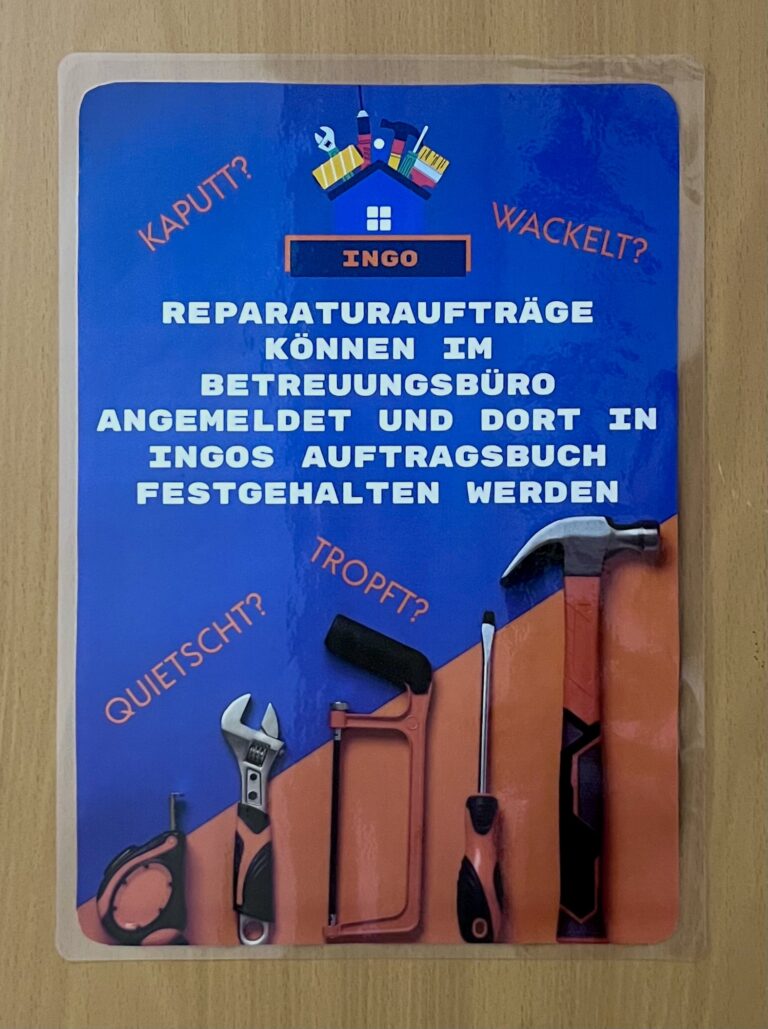 KAPUTT?
WACKELT?
INGO
REPARATURAUFTRÄGE
KÖNNEN IM
BETREUUNGSBÜRO
ANGEMELDET UND DORT IN
INGOS AUFTRAGSBUCH
FESTGEHALTEN WERDEN
TROPFT?
QUIETSCHT?